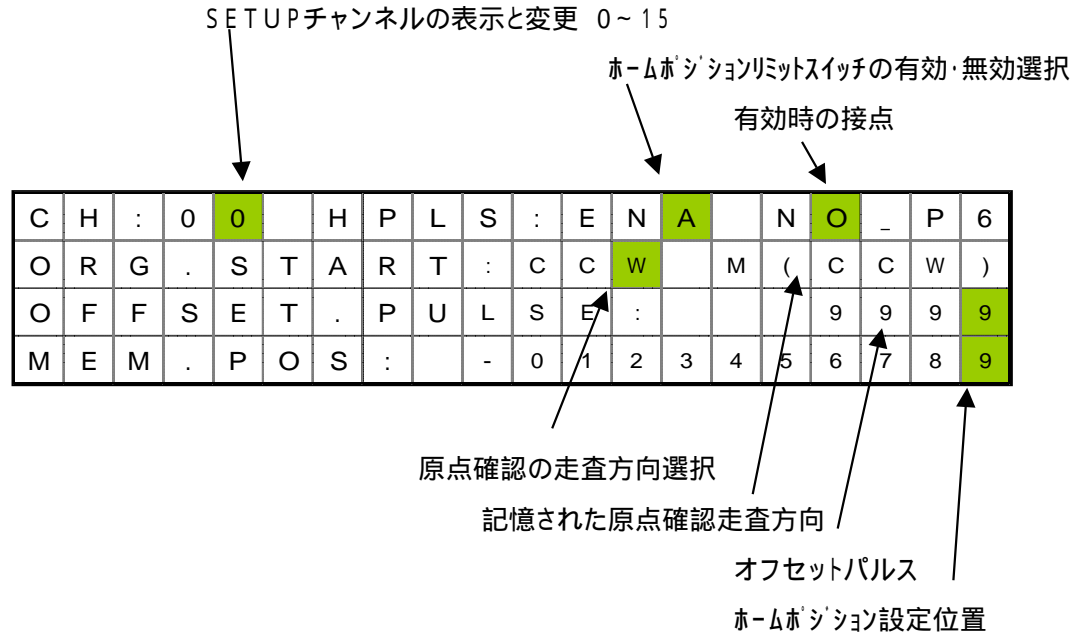 SETUPチャンネルの表示と変更 0~15
ﾎｰﾑﾎﾟｼﾞｼｮﾝﾘﾐｯﾄｽｲｯﾁの有効･無効選択
有効時の接点
CH:00 HPLS:ENA NO_P6
ORG.START:CCW M(CCW)
OFFSET.PULSE:   9999
MEM.POS: -0123456789
原点確認の走査方向選択
記憶された原点確認走査方向
オフセットパルス
ﾎｰﾑﾎﾟｼﾞｼｮﾝ設定位置